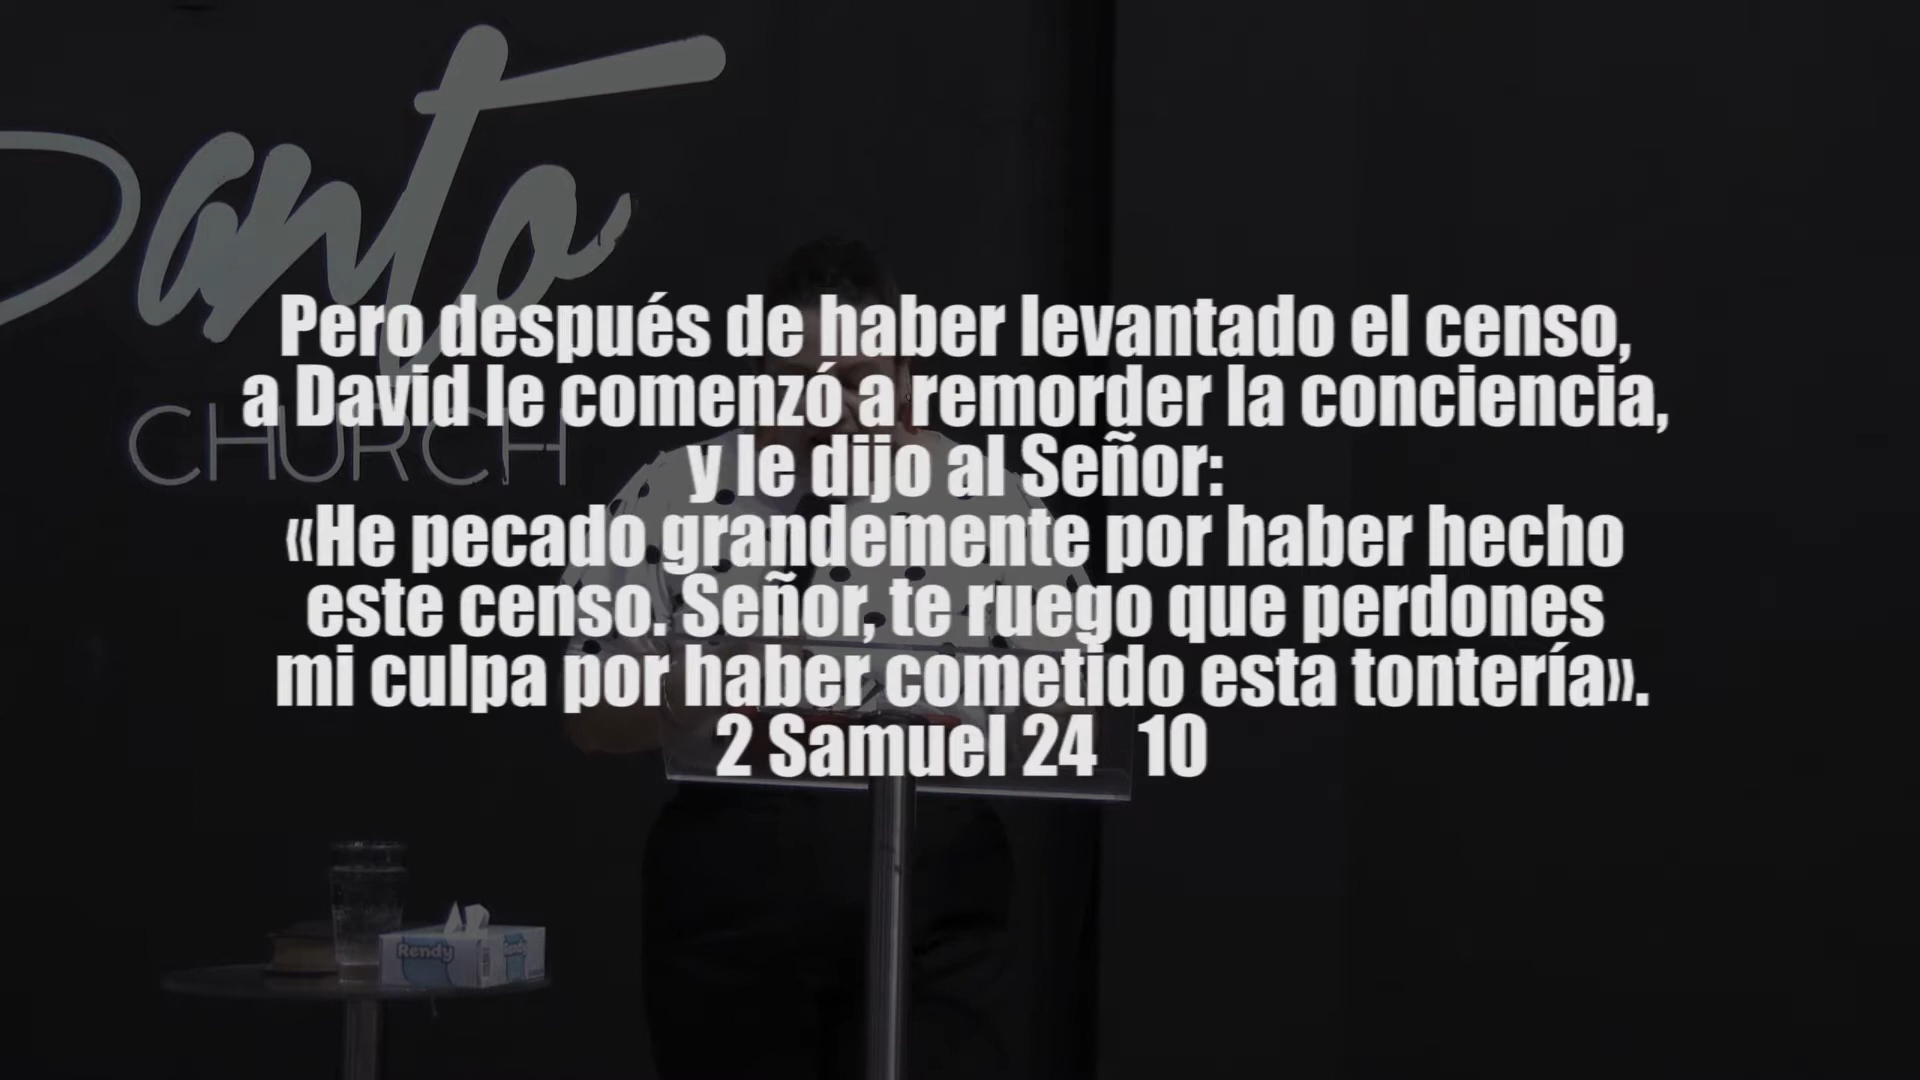 Santo
CHURCH
Pero después de haber levantado el censo,
a David le comenzó a remorder la conciencia,
y le dijo al Señor:
«He pecado grandemente por haber hecho
este censo. Señor, te ruego que perdones
mi culpa por haber cometido esta tontería».
2 Samuel 24 10
Rendy